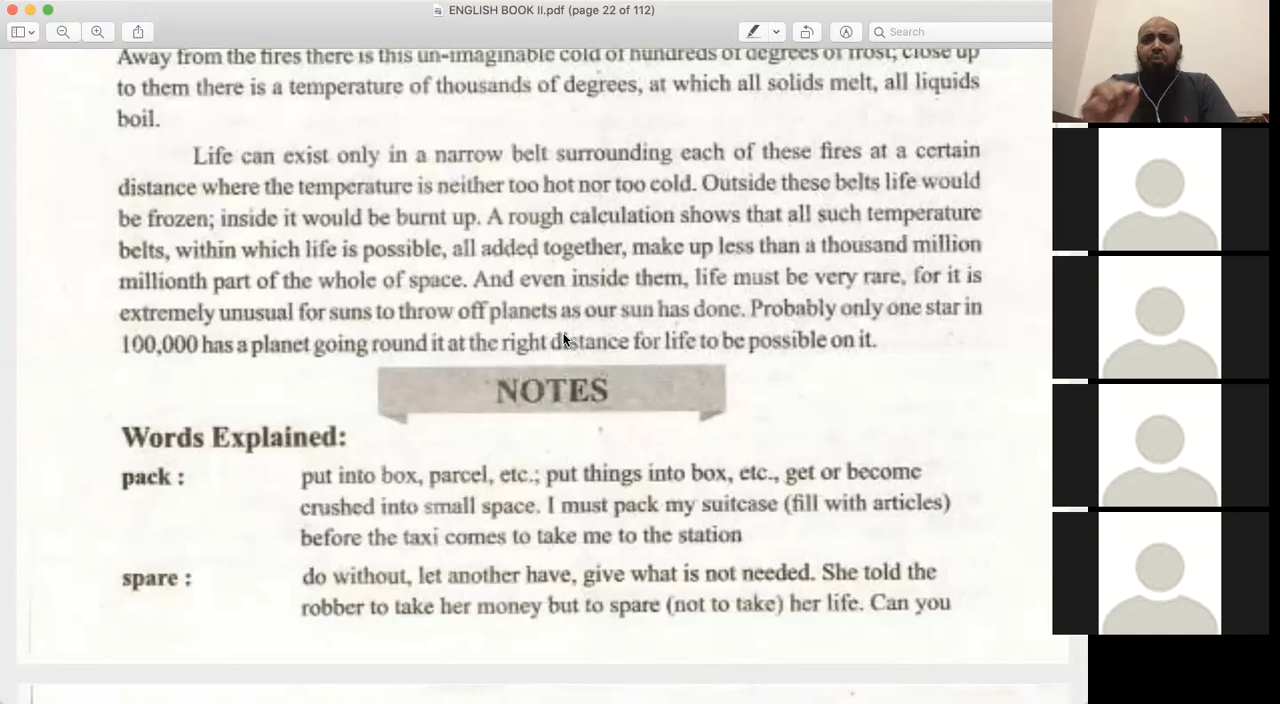 ENGLISH BOOK II.pdf (page 22 of 112)
Search
Away from the fires there is this un-imaginable cold of hundreds of degrees of frost; close up
to them there is a temperature of thousands of degrees, at which all solids melt, all liquids
boil.
Life can exist only in a narrow belt surrounding each of these fires at a certain
distance where the temperature is neither too hot nor too cold. Outside these belts life would
be frozen; inside it would be burnt up. A rough calculation shows that all such temperature
belts, within which life is possible, all added together, make up less than a thousand million
millionth part of the whole of space. And even inside them, life must be very rare, for it is
extremely unusual for suns to throw off planets as our sun has done. Probably only one star in
100,000 has a planet going round it at the right distance for life to be possible on it.
NOTES
Words Explained:
pack : put into box, parcel, etc.; put things into box, etc., get or become
crushed into small space. I must pack my suitcase (fill with articles)
before the taxi comes to take me to the station
spare : do without, let another have, give what is not needed. She told the
robber to take her money but to spare (not to take) her life. Can you